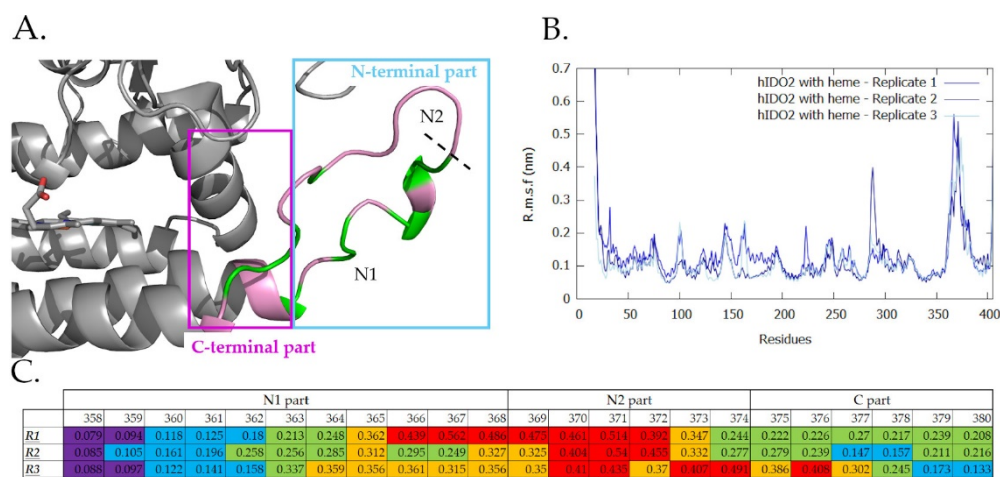 A.
N-terminal part
N2
N1
C-terminal part
B.
hIDO2 with heme - Replicate 1
hIDO2 with heme - Replicate 2
hIDO2 with heme - Replicate 3
R.m.s.f (nm)
0.7
0.6
0.5
0.4
0.3
0.2
0.1
0
0 50 100 150 200 250 300 350 400
Residues
C.
N1 part N2 part C part
358 359 360 361 362 363 364 365 366 367 368 369 370 371 372 373 374 375 376 377 378 379 380
R1 0.079 0.094 0.118 0.125 0.18 0.213 0.248 0.362 0.439 0.562 0.486 0.475 0.461 0.514 0.392 0.347 0.244 0.222 0.226 0.27 0.217 0.239 0.208
R2 0.085 0.105 0.161 0.196 0.258 0.256 0.285 0.312 0.295 0.249 0.327 0.325 0.404 0.54 0.455 0.332 0.277 0.279 0.239 0.147 0.157 0.211 0.216
R3 0.088 0.097 0.122 0.141 0.158 0.337 0.359 0.356 0.361 0.315 0.356 0.35 0.41 0.435 0.37 0.407 0.491 0.386 0.408 0.302 0.245 0.173 0.133